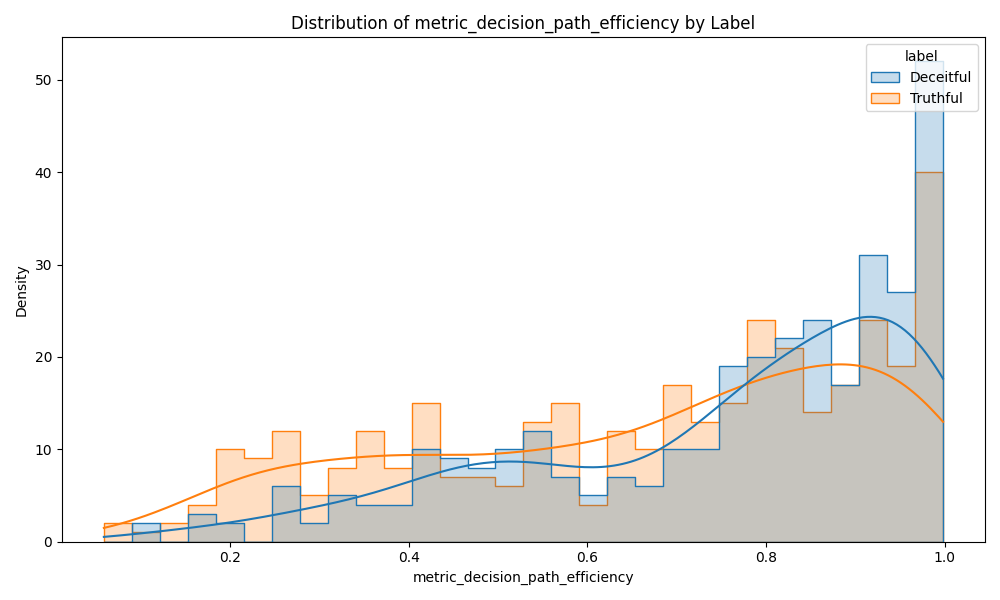 Distribution of metric_decision_path_efficiency by Label
label
Deceitful
Truthful
Density
50
40
30
20
10
0
0.2
0.4
0.6
0.8
1.0
metric_decision_path_efficiency